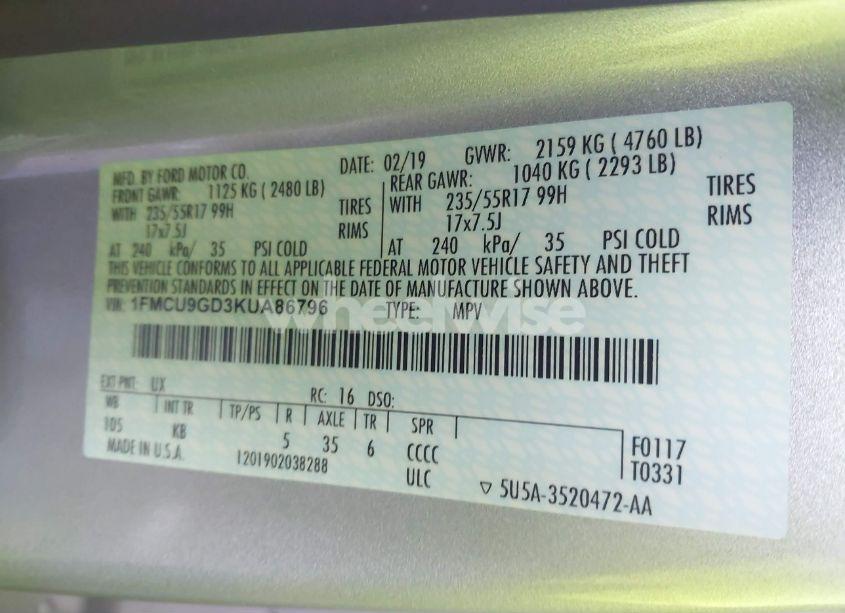 MFD. BY FORD MOTOR CO. DATE: 02/19 GVWR: 2159 KG ( 4760 LB)
FRONT GAWR: 1125 KG ( 2480 LB) REAR GAWR: 1040 KG ( 2293 LB)
WITH 235/55R17 99H TIRES WITH 235/55R17 99H TIRES
17x7.5J RIMS 17x7.5J RIMS
AT 240 kPa/ 35 PSI COLD AT 240 kPa/ 35 PSI COLD
THIS VEHICLE CONFORMS TO ALL APPLICABLE FEDERAL MOTOR VEHICLE SAFETY AND THEFT
PREVENTION STANDARDS IN EFFECT ON THE DATE OF MANUFACTURE SHOWN ABOVE.
VIN: 1FMCU9GD3KUA86796 TYPE: MPV
wheelwise
EXT PNT: UX RC: 16 DSO:
WB INT TR TP/PS R AXLE TR SPR
105 KB 5 35 6 CCCC F0117
MADE IN U.S.A. 1201902038288 ULC T0331
5U5A-3520472-AA